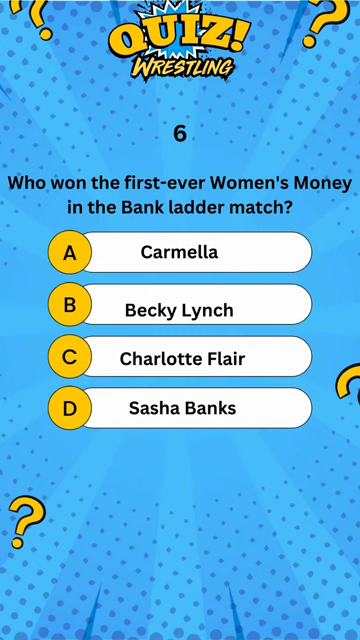 QUIZ!
WRESTLING
6
Who won the first-ever Women's Money
in the Bank ladder match?
A Carmella
B Becky Lynch
C Charlotte Flair
D Sasha Banks